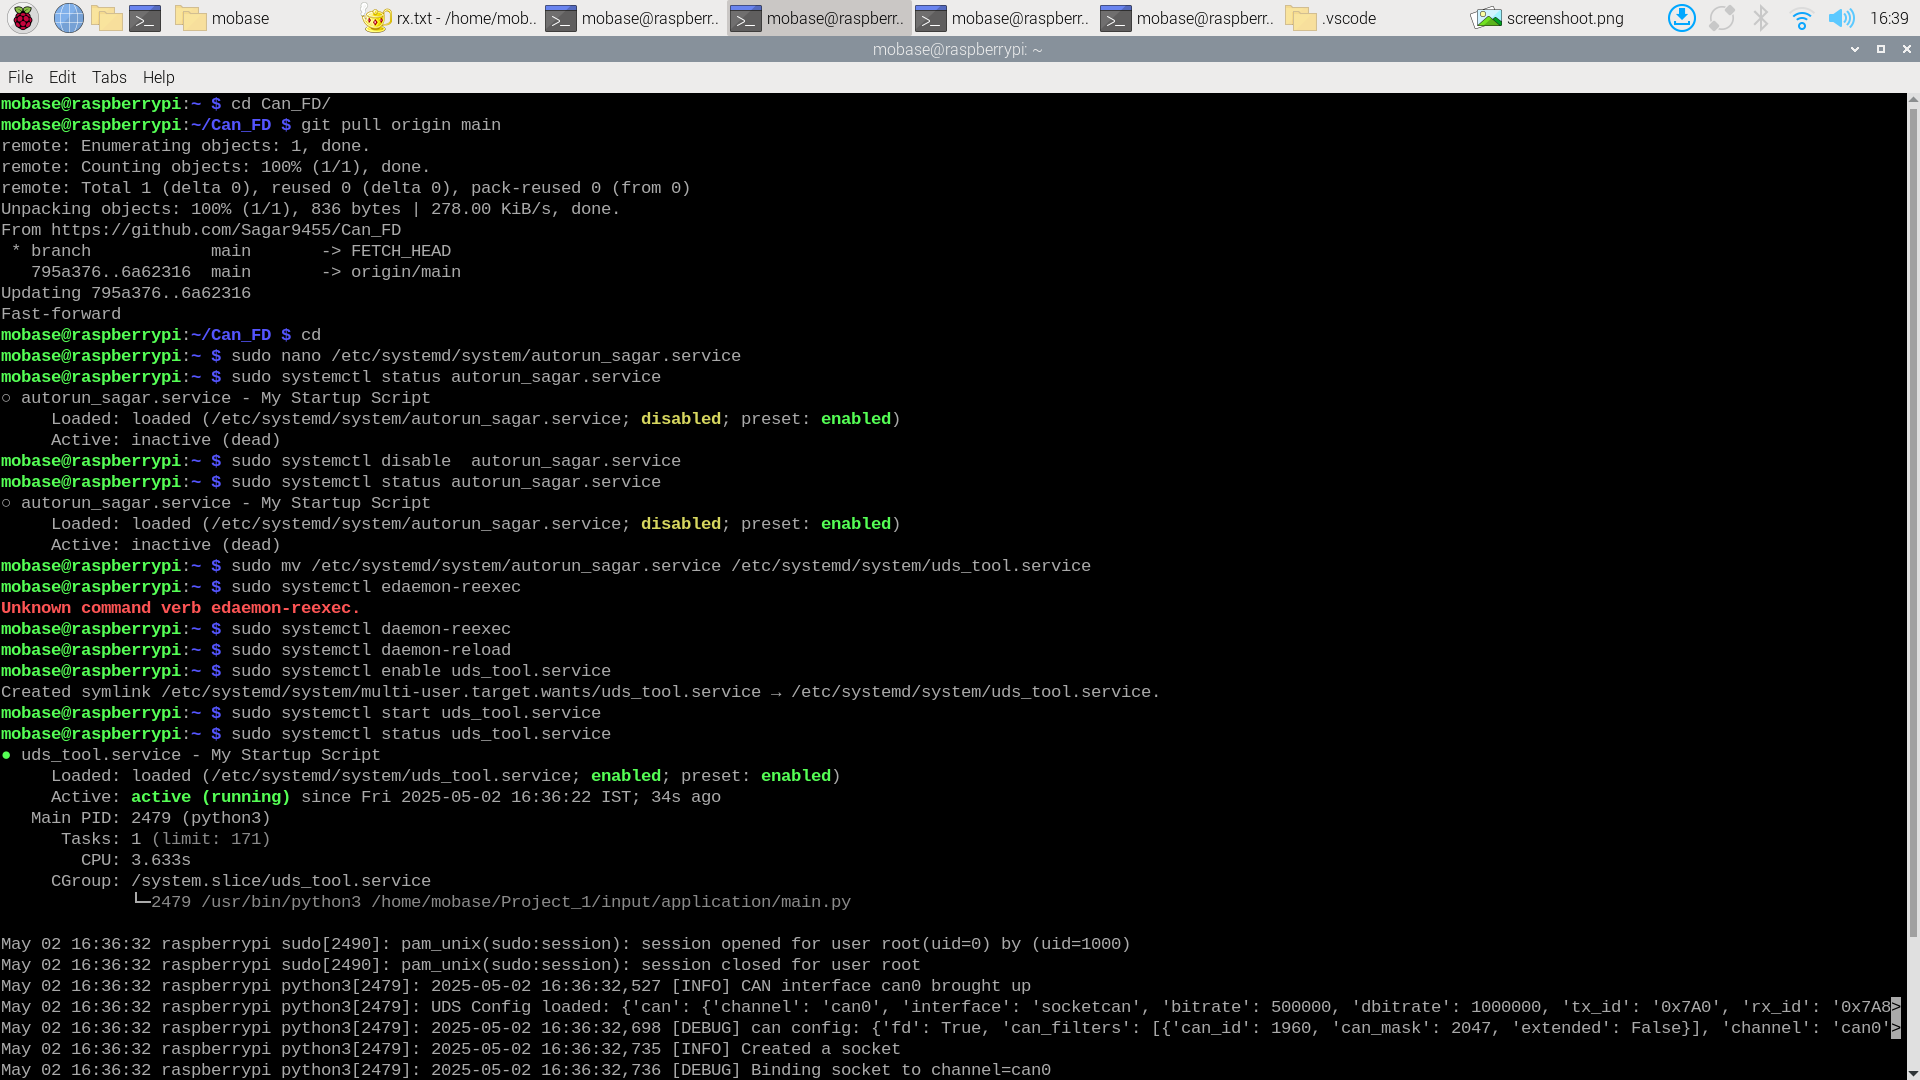 mobase
rx.txt - /home/mob..
mobase@raspberr..
mobase@raspberr..
mobase@raspberr..
mobase@raspberr..
.vscode
screenshoot.png
16:39
mobase@raspberrypi: ~
File Edit Tabs Help
mobase@raspberrypi:~ $ cd Can_FD/
mobase@raspberrypi:~/Can_FD $ git pull origin main
remote: Enumerating objects: 1, done.
remote: Counting objects: 100% (1/1), done.
remote: Total 1 (delta 0), reused 0 (delta 0), pack-reused 0 (from 0)
Unpacking objects: 100% (1/1), 836 bytes | 278.00 KiB/s, done.
From https://github.com/Sagar9455/Can_FD
 * branch            main       -> FETCH_HEAD
   795a376..6a62316  main       -> origin/main
Updating 795a376..6a62316
Fast-forward
mobase@raspberrypi:~/Can_FD $ cd
mobase@raspberrypi:~ $ sudo nano /etc/systemd/system/autorun_sagar.service
mobase@raspberrypi:~ $ sudo systemctl status autorun_sagar.service
○ autorun_sagar.service - My Startup Script
     Loaded: loaded (/etc/systemd/system/autorun_sagar.service; disabled; preset: enabled)
     Active: inactive (dead)
mobase@raspberrypi:~ $ sudo systemctl disable  autorun_sagar.service
mobase@raspberrypi:~ $ sudo systemctl status autorun_sagar.service
○ autorun_sagar.service - My Startup Script
     Loaded: loaded (/etc/systemd/system/autorun_sagar.service; disabled; preset: enabled)
     Active: inactive (dead)
mobase@raspberrypi:~ $ sudo mv /etc/systemd/system/autorun_sagar.service /etc/systemd/system/uds_tool.service
mobase@raspberrypi:~ $ sudo systemctl edaemon-reexec
Unknown command verb edaemon-reexec.
mobase@raspberrypi:~ $ sudo systemctl daemon-reexec
mobase@raspberrypi:~ $ sudo systemctl daemon-reload
mobase@raspberrypi:~ $ sudo systemctl enable uds_tool.service
Created symlink /etc/systemd/system/multi-user.target.wants/uds_tool.service → /etc/systemd/system/uds_tool.service.
mobase@raspberrypi:~ $ sudo systemctl start uds_tool.service
mobase@raspberrypi:~ $ sudo systemctl status uds_tool.service
● uds_tool.service - My Startup Script
     Loaded: loaded (/etc/systemd/system/uds_tool.service; enabled; preset: enabled)
     Active: active (running) since Fri 2025-05-02 16:36:22 IST; 34s ago
   Main PID: 2479 (python3)
      Tasks: 1 (limit: 171)
        CPU: 3.633s
     CGroup: /system.slice/uds_tool.service
             └─2479 /usr/bin/python3 /home/mobase/Project_1/input/application/main.py
May 02 16:36:32 raspberrypi sudo[2490]: pam_unix(sudo:session): session opened for user root(uid=0) by (uid=1000)
May 02 16:36:32 raspberrypi sudo[2490]: pam_unix(sudo:session): session closed for user root
May 02 16:36:32 raspberrypi python3[2479]: 2025-05-02 16:36:32,527 [INFO] CAN interface can0 brought up
May 02 16:36:32 raspberrypi python3[2479]: UDS Config loaded: {'can': {'channel': 'can0', 'interface': 'socketcan', 'bitrate': 500000, 'dbitrate': 1000000, 'tx_id': '0x7A0', 'rx_id': '0x7A8>
May 02 16:36:32 raspberrypi python3[2479]: 2025-05-02 16:36:32,698 [DEBUG] can config: {'fd': True, 'can_filters': [{'can_id': 1960, 'can_mask': 2047, 'extended': False}], 'channel': 'can0'>
May 02 16:36:32 raspberrypi python3[2479]: 2025-05-02 16:36:32,735 [INFO] Created a socket
May 02 16:36:32 raspberrypi python3[2479]: 2025-05-02 16:36:32,736 [DEBUG] Binding socket to channel=can0